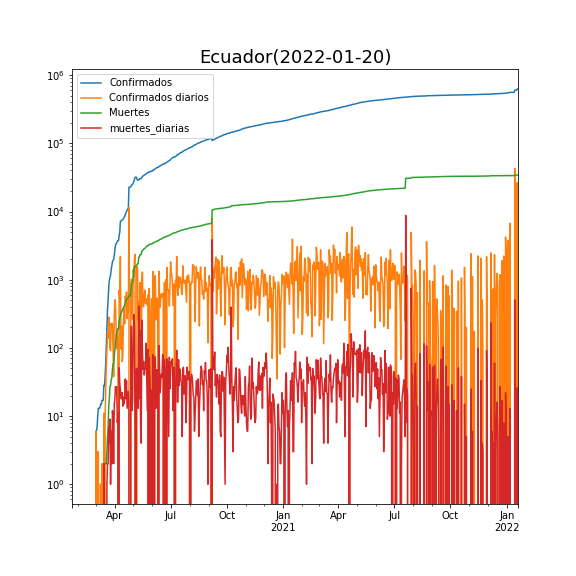 Ecuador(2022-01-20)
Confirmados
Confirmados diarios
Muertes
muertes_diarias
10^6
10^5
10^4
10^3
10^2
10^1
10^0
Apr Jul Oct Jan Apr Jul Oct Jan
2021 2022